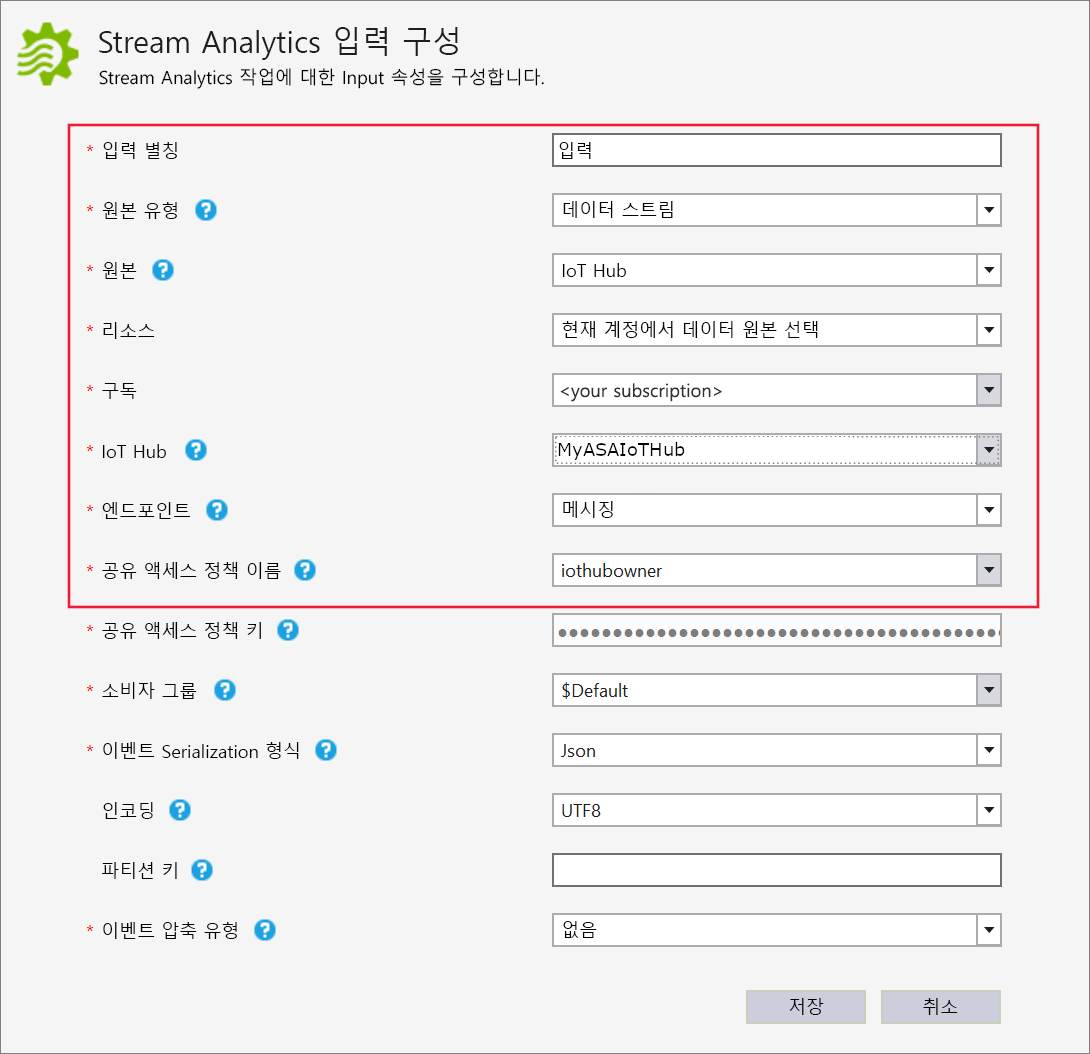 Stream Analytics 입력 구성
Stream Analytics 작업에 대한 Input 속성을 구성합니다.
* 입력 별칭 입력
* 원본 유형 ? 데이터 스트림
* 원본 ? IoT Hub
* 리소스 현재 계정에서 데이터 원본 선택
* 구독 <your subscription>
* IoT Hub ? MyASAIoTHub
* 엔드포인트 ? 메시징
* 공유 액세스 정책 이름 ? iothubowner
* 공유 액세스 정책 키 ? ●●●●●●●●●●●●●●●●●●●●●●●●●●●●●●●●●●●●●●●●
* 소비자 그룹 ? $Default
* 이벤트 Serialization 형식 ? Json
인코딩 ? UTF8
파티션 키 ?
* 이벤트 압축 유형 ? 없음
저장 취소